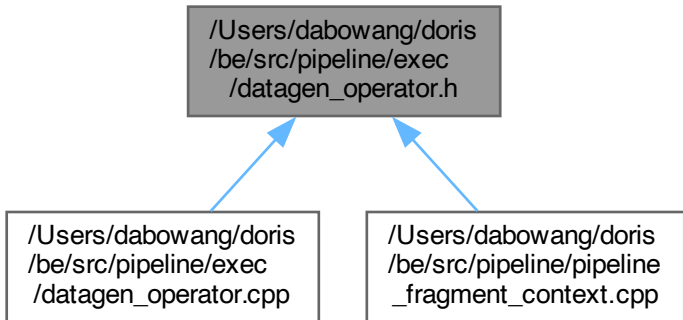 /Users/dabowang/doris
/be/src/pipeline/exec
/datagen_operator.h
/Users/dabowang/doris
/be/src/pipeline/exec
/datagen_operator.cpp
/Users/dabowang/doris
/be/src/pipeline/pipeline
_fragment_context.cpp